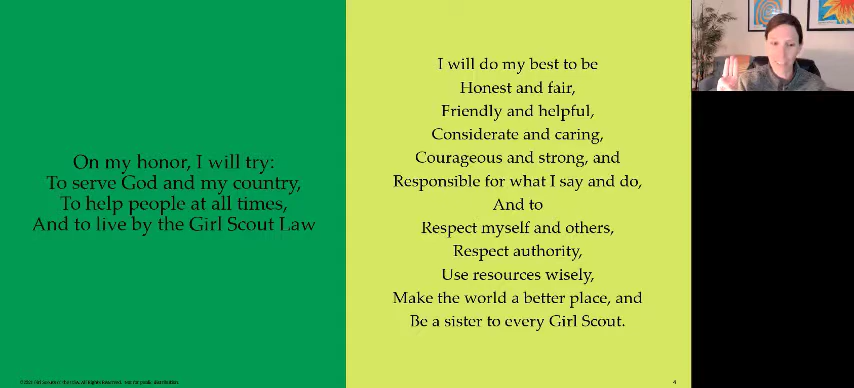 On my honor, I will try:
To serve God and my country,
To help people at all times,
And to live by the Girl Scout Law
I will do my best to be
Honest and fair,
Friendly and helpful,
Considerate and caring,
Courageous and strong, and
Responsible for what I say and do,
And to
Respect myself and others,
Respect authority,
Use resources wisely,
Make the world a better place, and
Be a sister to every Girl Scout.
4